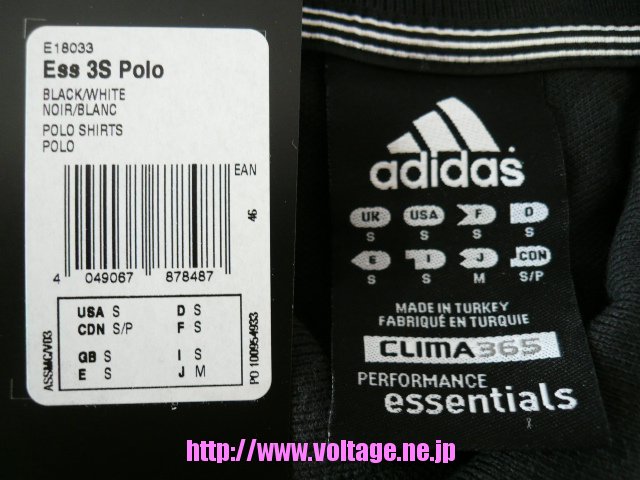 E18033
Ess 3S Polo
BLACK/WHITE
NOIR/BLANC
POLO SHIRTS
POLO
EAN
46
4 049067 878487
USA S D S
CDN S/P F S
GB S I S
E S J M
ASSMC/V03
PO 100954933
adidas
UK USA F D
S S S S
E I J CDN
S S M S/P
MADE IN TURKEY
FABRIQUÉ EN TURQUIE
CLIMA365
PERFORMANCE
essentials
http://www.voltage.ne.jp